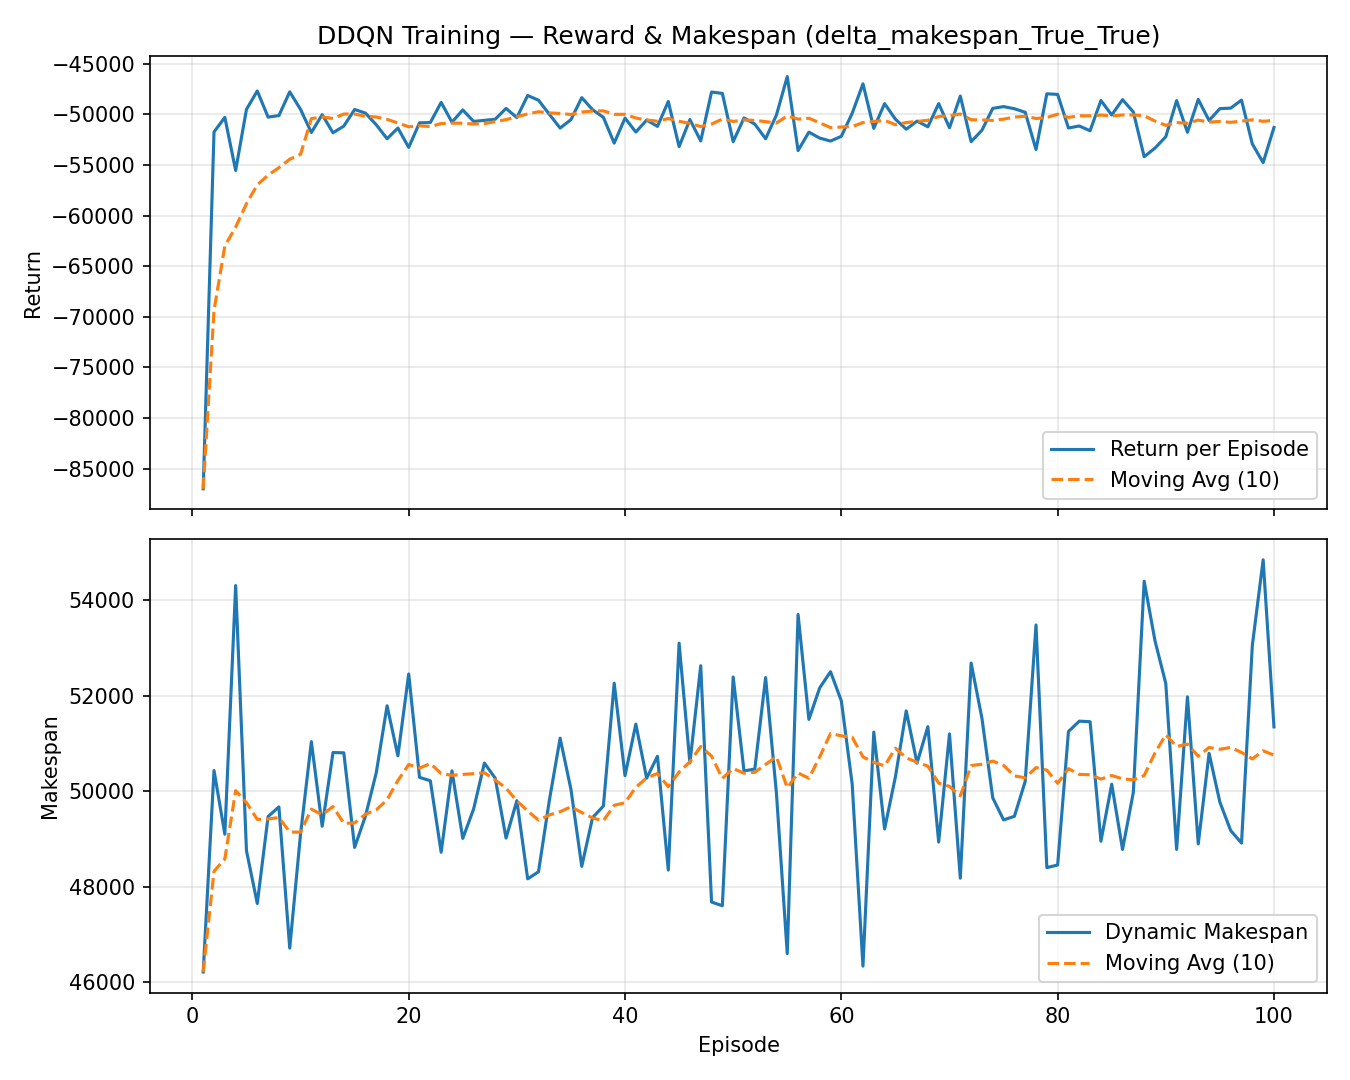 DDQN Training — Reward & Makespan (delta_makespan_True_True)
−45000
−50000
−55000
−60000
−65000
−70000
−75000
−80000
−85000
Return
Return per Episode
Moving Avg (10)
54000
52000
50000
48000
46000
Makespan
Dynamic Makespan
Moving Avg (10)
0 20 40 60 80 100
Episode